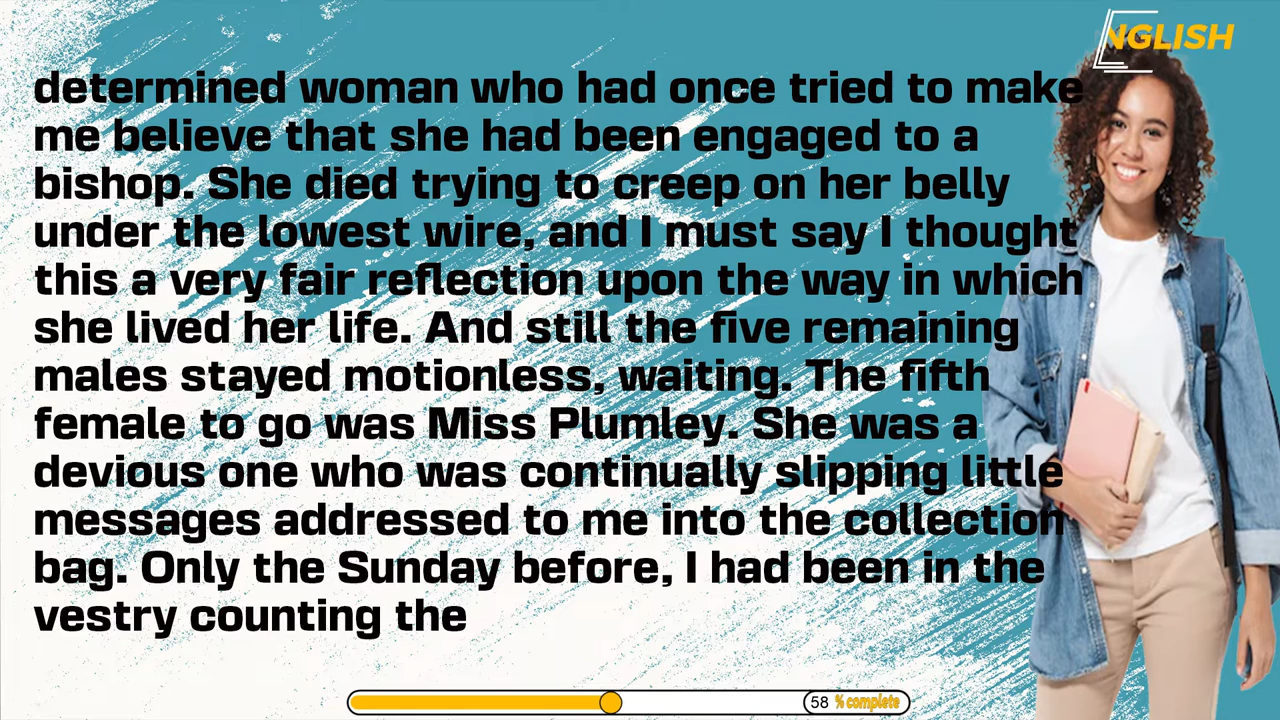 NGLISH
determined woman who had once tried to make
me believe that she had been engaged to a
bishop. She died trying to creep on her belly
under the lowest wire, and I must say I thought
this a very fair reflection upon the way in which
she lived her life. And still the five remaining
males stayed motionless, waiting. The fifth
female to go was Miss Plumley. She was a
devious one who was continually slipping little
messages addressed to me into the collection
bag. Only the Sunday before, I had been in the
vestry counting the
58 % complete